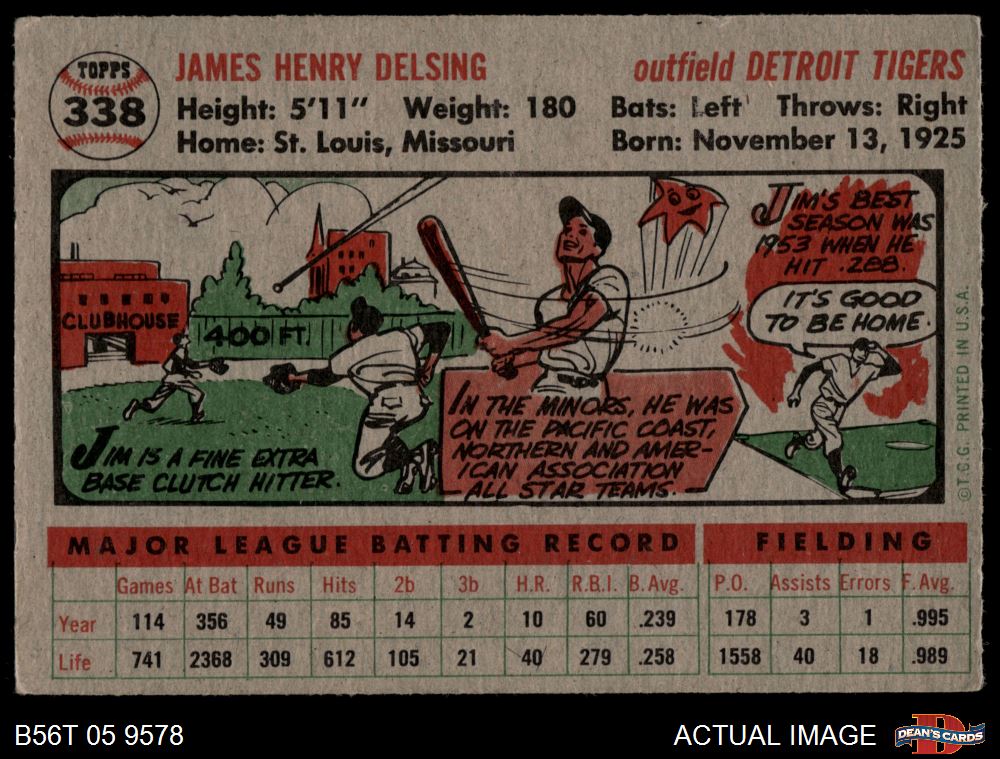 TOPPS
338
JAMES HENRY DELSING
outfield DETROIT TIGERS
Height: 5'11" Weight: 180 Bats: Left Throws: Right
Home: St. Louis, Missouri Born: November 13, 1925
CLUBHOUSE
400 FT.
JIM IS A FINE EXTRA
BASE CLUTCH HITTER.
IN THE MINORS, HE WAS
ON THE PACIFIC COAST,
NORTHERN AND AMER-
ICAN ASSOCIATION
—ALL STAR TEAMS.—
JIM'S BEST
SEASON WAS
1953 WHEN HE
HIT .288.
IT'S GOOD
TO BE HOME.
©T.C.G. PRINTED IN U.S.A.
MAJOR LEAGUE BATTING RECORD FIELDING
Games At Bat Runs Hits 2b 3b H.R. R.B.I. B.Avg. P.O. Assists Errors F.Avg.
Year 114 356 49 85 14 2 10 60 .239 178 3 1 .995
Life 741 2368 309 612 105 21 40 279 .258 1558 40 18 .989
B56T 05 9578
ACTUAL IMAGE
D
DEAN'S CARDS